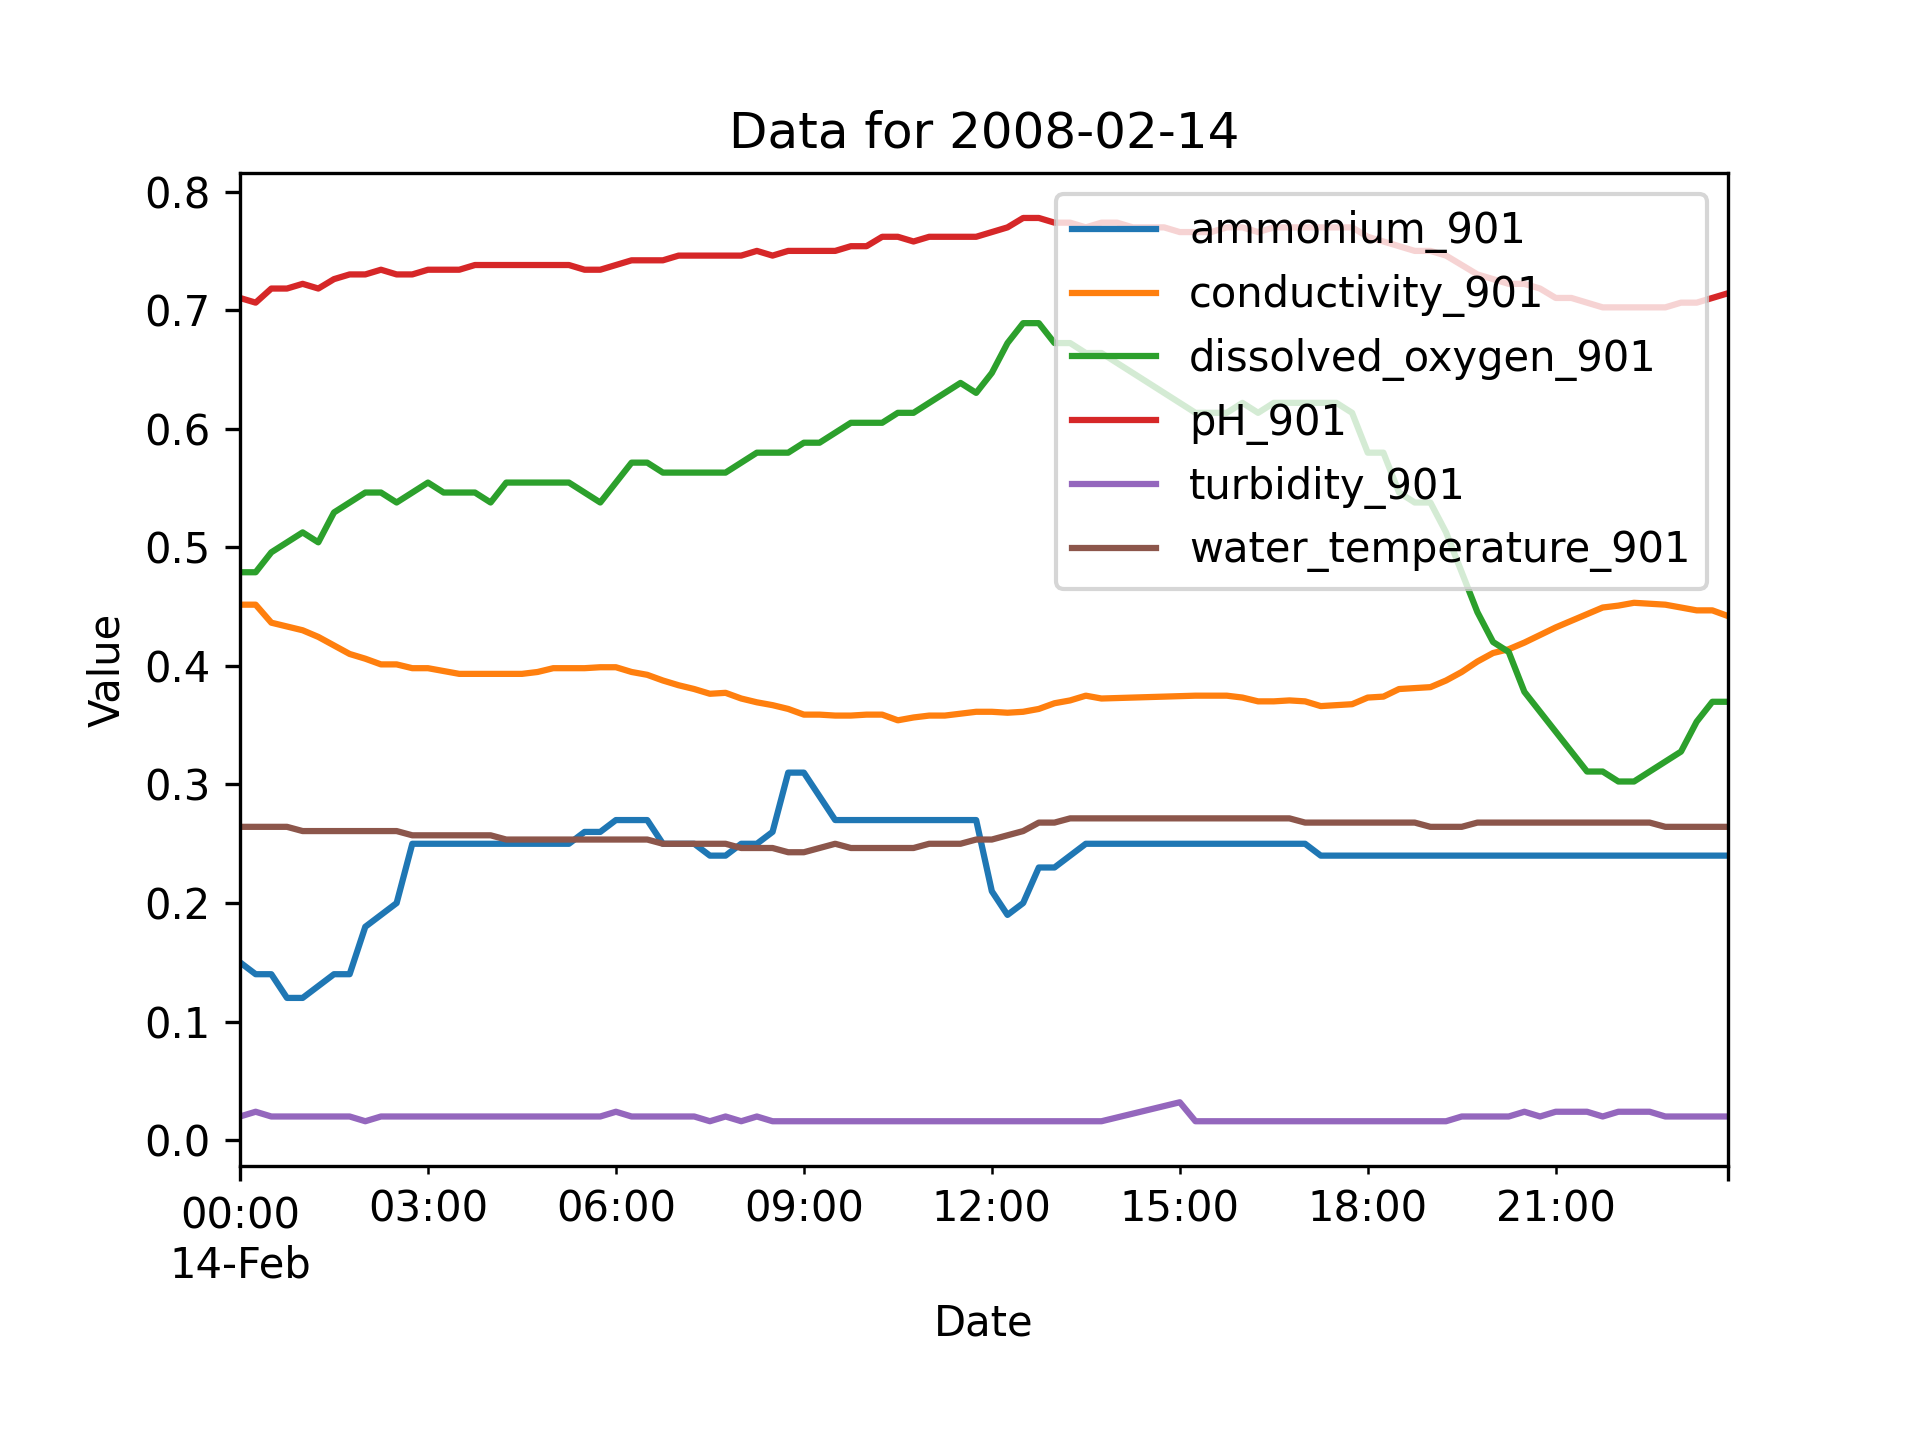 Data for 2008-02-14
0.8
0.7
0.6
0.5
0.4
0.3
0.2
0.1
0.0
Value
ammonium_901
conductivity_901
dissolved_oxygen_901
pH_901
turbidity_901
water_temperature_901
00:00 03:00 06:00 09:00 12:00 15:00 18:00 21:00
14-Feb
Date